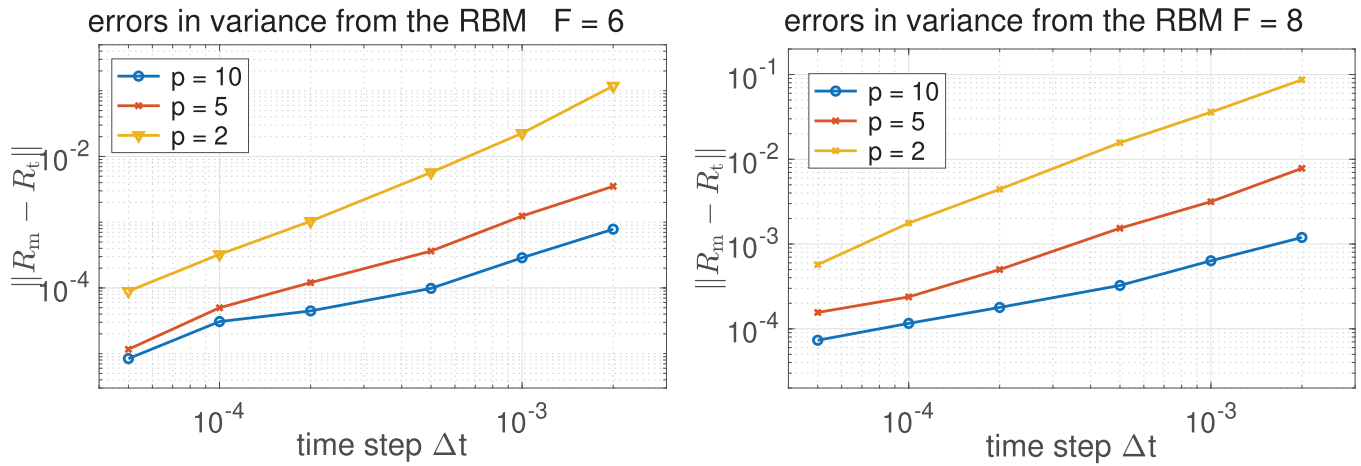 errors in variance from the RBM F = 6
p = 10
p = 5
p = 2
10^-2
10^-4
||R_m − R_t||
10^-4
10^-3
time step Δt
errors in variance from the RBM F = 8
p = 10
p = 5
p = 2
10^-1
10^-2
10^-3
10^-4
||R_m − R_t||
10^-4
10^-3
time step Δt